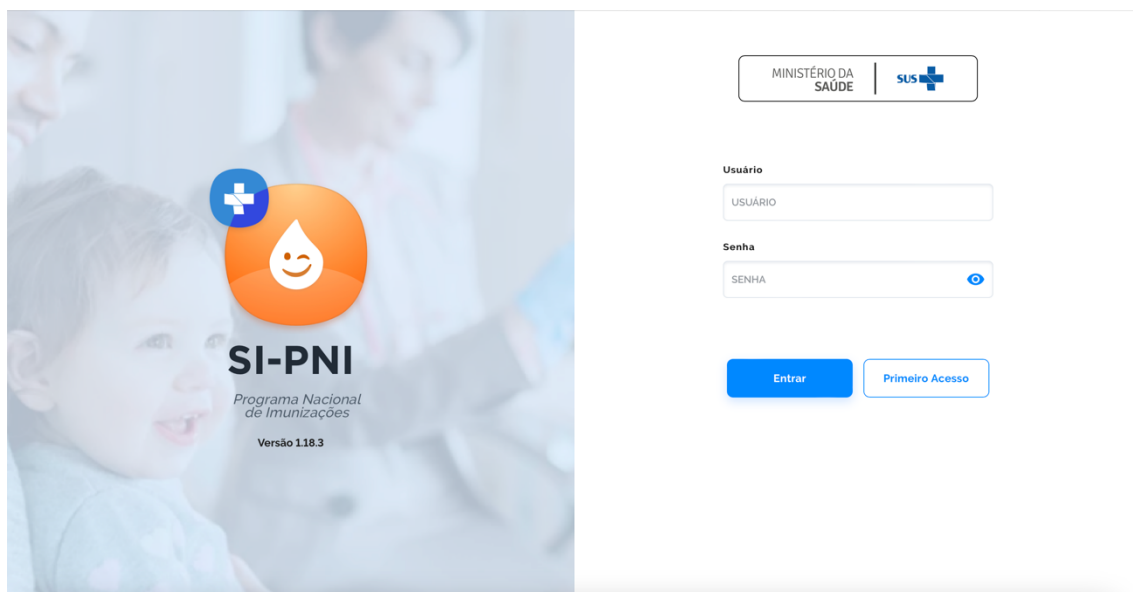 SI-PNI
Programa Nacional
de Imunizações
Versão 1.18.3
MINISTÉRIO DA
SAÚDE
SUS
Usuário
USUÁRIO
Senha
SENHA
Entrar
Primeiro Acesso